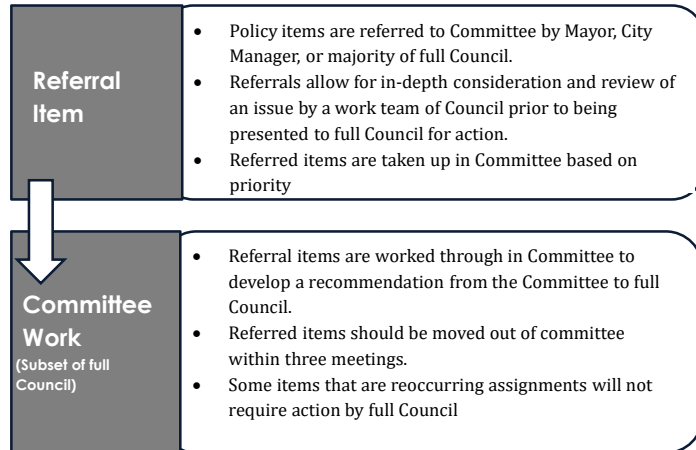 Referral
Item
• Policy items are referred to Committee by Mayor, City
Manager, or majority of full Council.
• Referrals allow for in-depth consideration and review of
an issue by a work team of Council prior to being
presented to full Council for action.
• Referred items are taken up in Committee based on
priority
Committee
Work
(Subset of full
Council)
• Referral items are worked through in Committee to
develop a recommendation from the Committee to full
Council.
• Referred items should be moved out of committee
within three meetings.
• Some items that are reoccurring assignments will not
require action by full Council